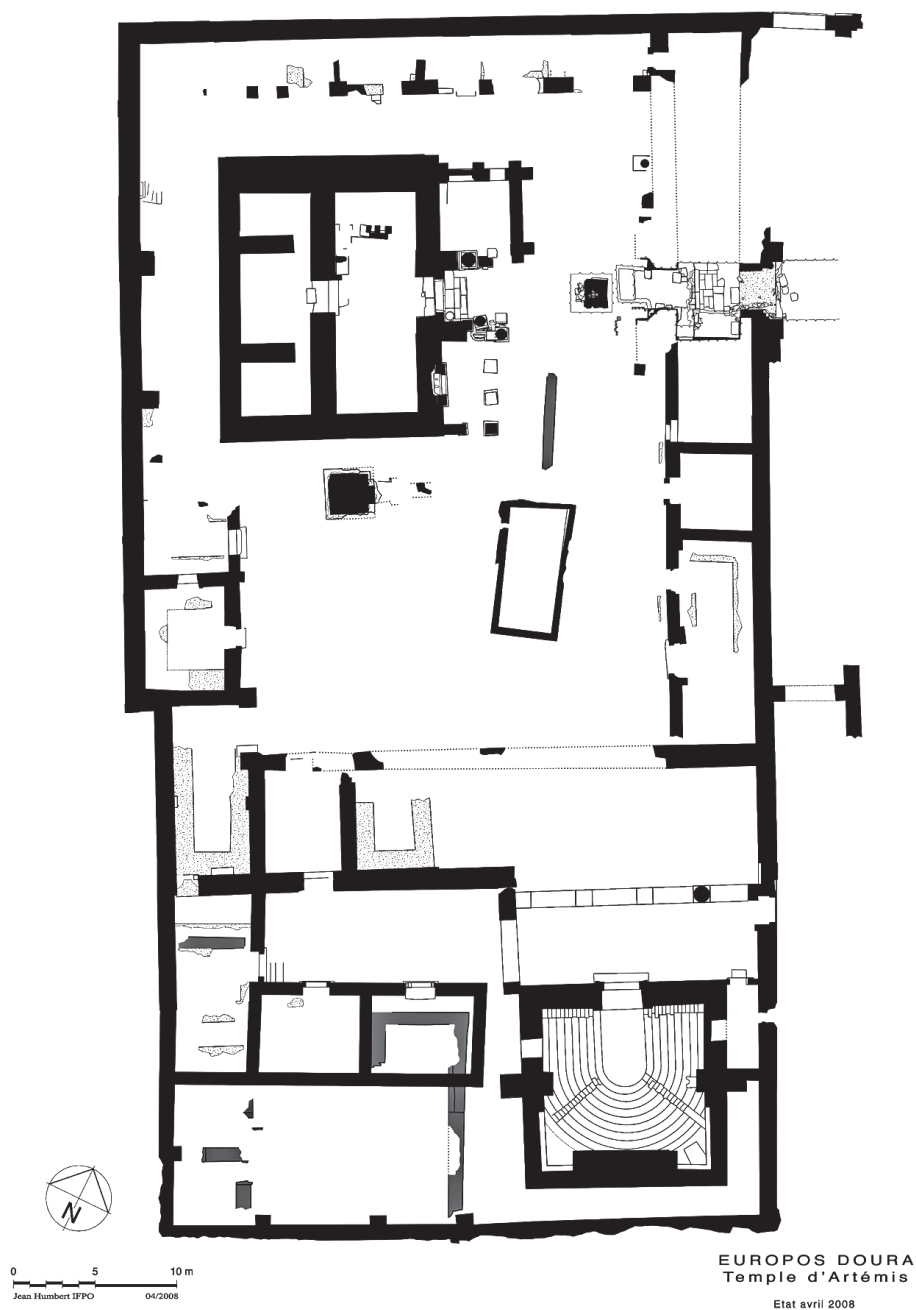 N
0 5 10 m
Jean Humbert IFPO 04/2008
EUROPOS DOURA
Temple d'Artémis
Etat avril 2008